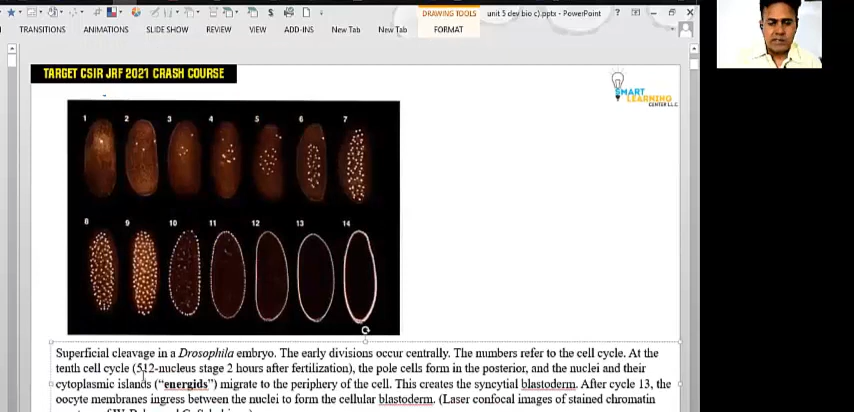 unit 5 dev bio c).pptx - PowerPoint
DRAWING TOOLS
TRANSITIONS ANIMATIONS SLIDE SHOW REVIEW VIEW ADD-INS New Tab New Tab FORMAT
TARGET CSIR JRF 2021 CRASH COURSE
SMART
LEARNING
CENTER L.L.C.
1 2 3 4 5 6 7
8 9 10 11 12 13 14
Superficial cleavage in a Drosophila embryo. The early divisions occur centrally. The numbers refer to the cell cycle. At the
tenth cell cycle (512-nucleus stage 2 hours after fertilization), the pole cells form in the posterior, and the nuclei and their
cytoplasmic islands (“energids”) migrate to the periphery of the cell. This creates the syncytial blastoderm. After cycle 13, the
oocyte membranes ingress between the nuclei to form the cellular blastoderm. (Laser confocal images of stained chromatin